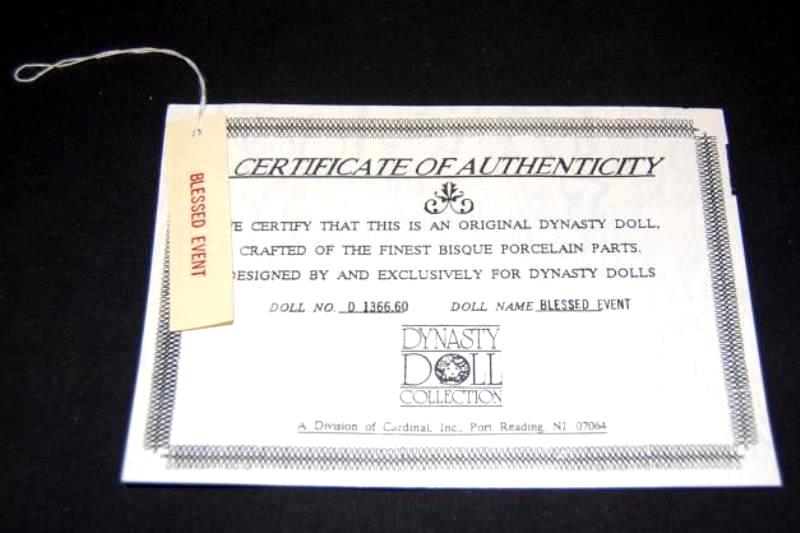 CERTIFICATE OF AUTHENTICITY
CERTIFY THAT THIS IS AN ORIGINAL DYNASTY DOLL,
CRAFTED OF THE FINEST BISQUE PORCELAIN PARTS.
DESIGNED BY AND EXCLUSIVELY FOR DYNASTY DOLLS
DOLL NO. D 1366.60 DOLL NAME BLESSED EVENT
DYNASTY
DOLL
COLLECTION
A Division of Cardinal, Inc., Port Reading, NJ 07064
BLESSED EVENT